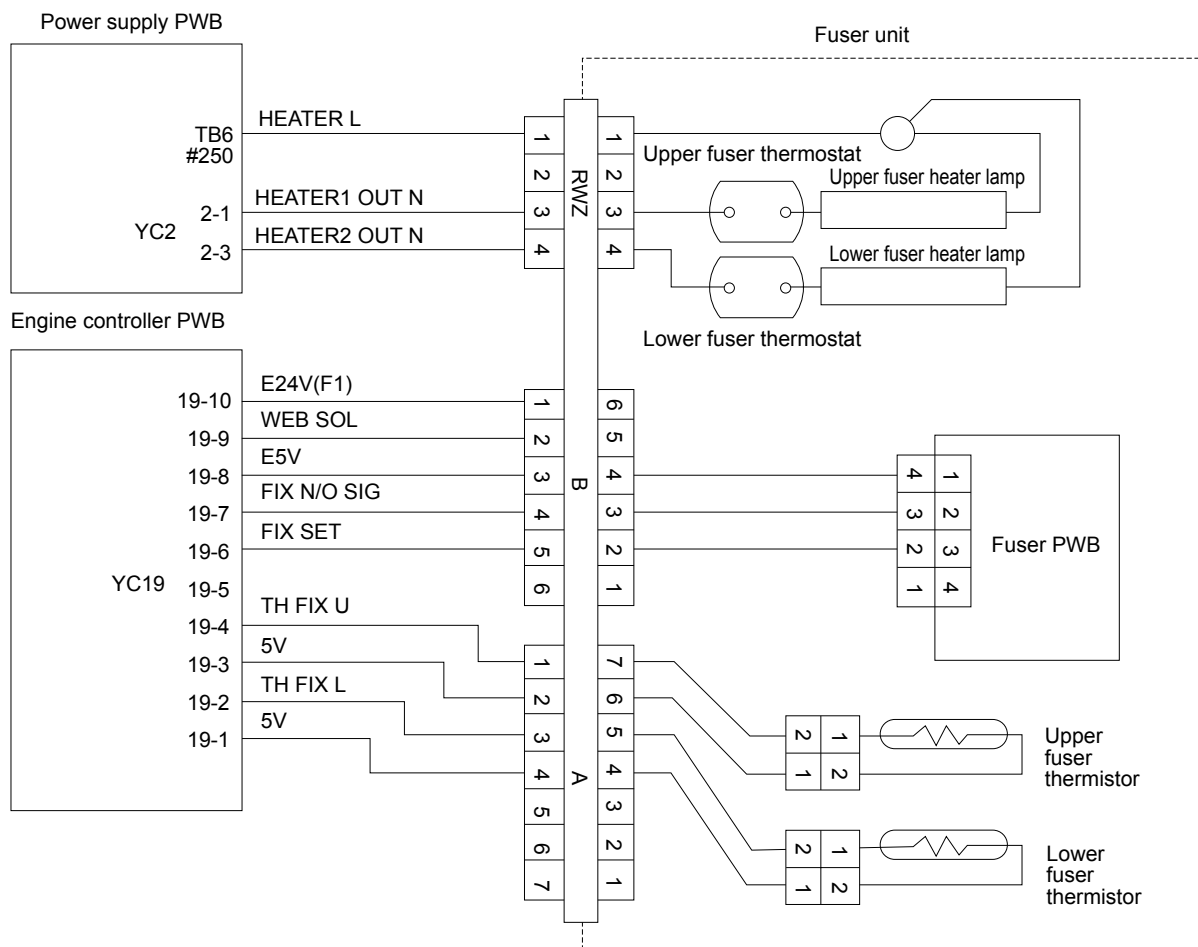 Power supply PWB
Fuser unit
HEATER L
TB6
#250
HEATER1 OUT N
2-1
YC2
HEATER2 OUT N
2-3
1
2
3
4
RWZ
1
2
3
4
Upper fuser thermostat
Upper fuser heater lamp
Lower fuser heater lamp
Lower fuser thermostat
Engine controller PWB
E24V(F1)
19-10
WEB SOL
19-9
E5V
19-8
FIX N/O SIG
19-7
FIX SET
19-6
YC19
19-5
TH FIX U
19-4
5V
19-3
TH FIX L
19-2
5V
19-1
1
2
3
4
5
6
B
6
5
4
3
2
1
4 1
3 2
2 3
1 4
Fuser PWB
1
2
3
4
5
6
7
A
7
6
5
4
3
2
1
2 1
1 2
Upper
fuser
thermistor
2 1
1 2
Lower
fuser
thermistor